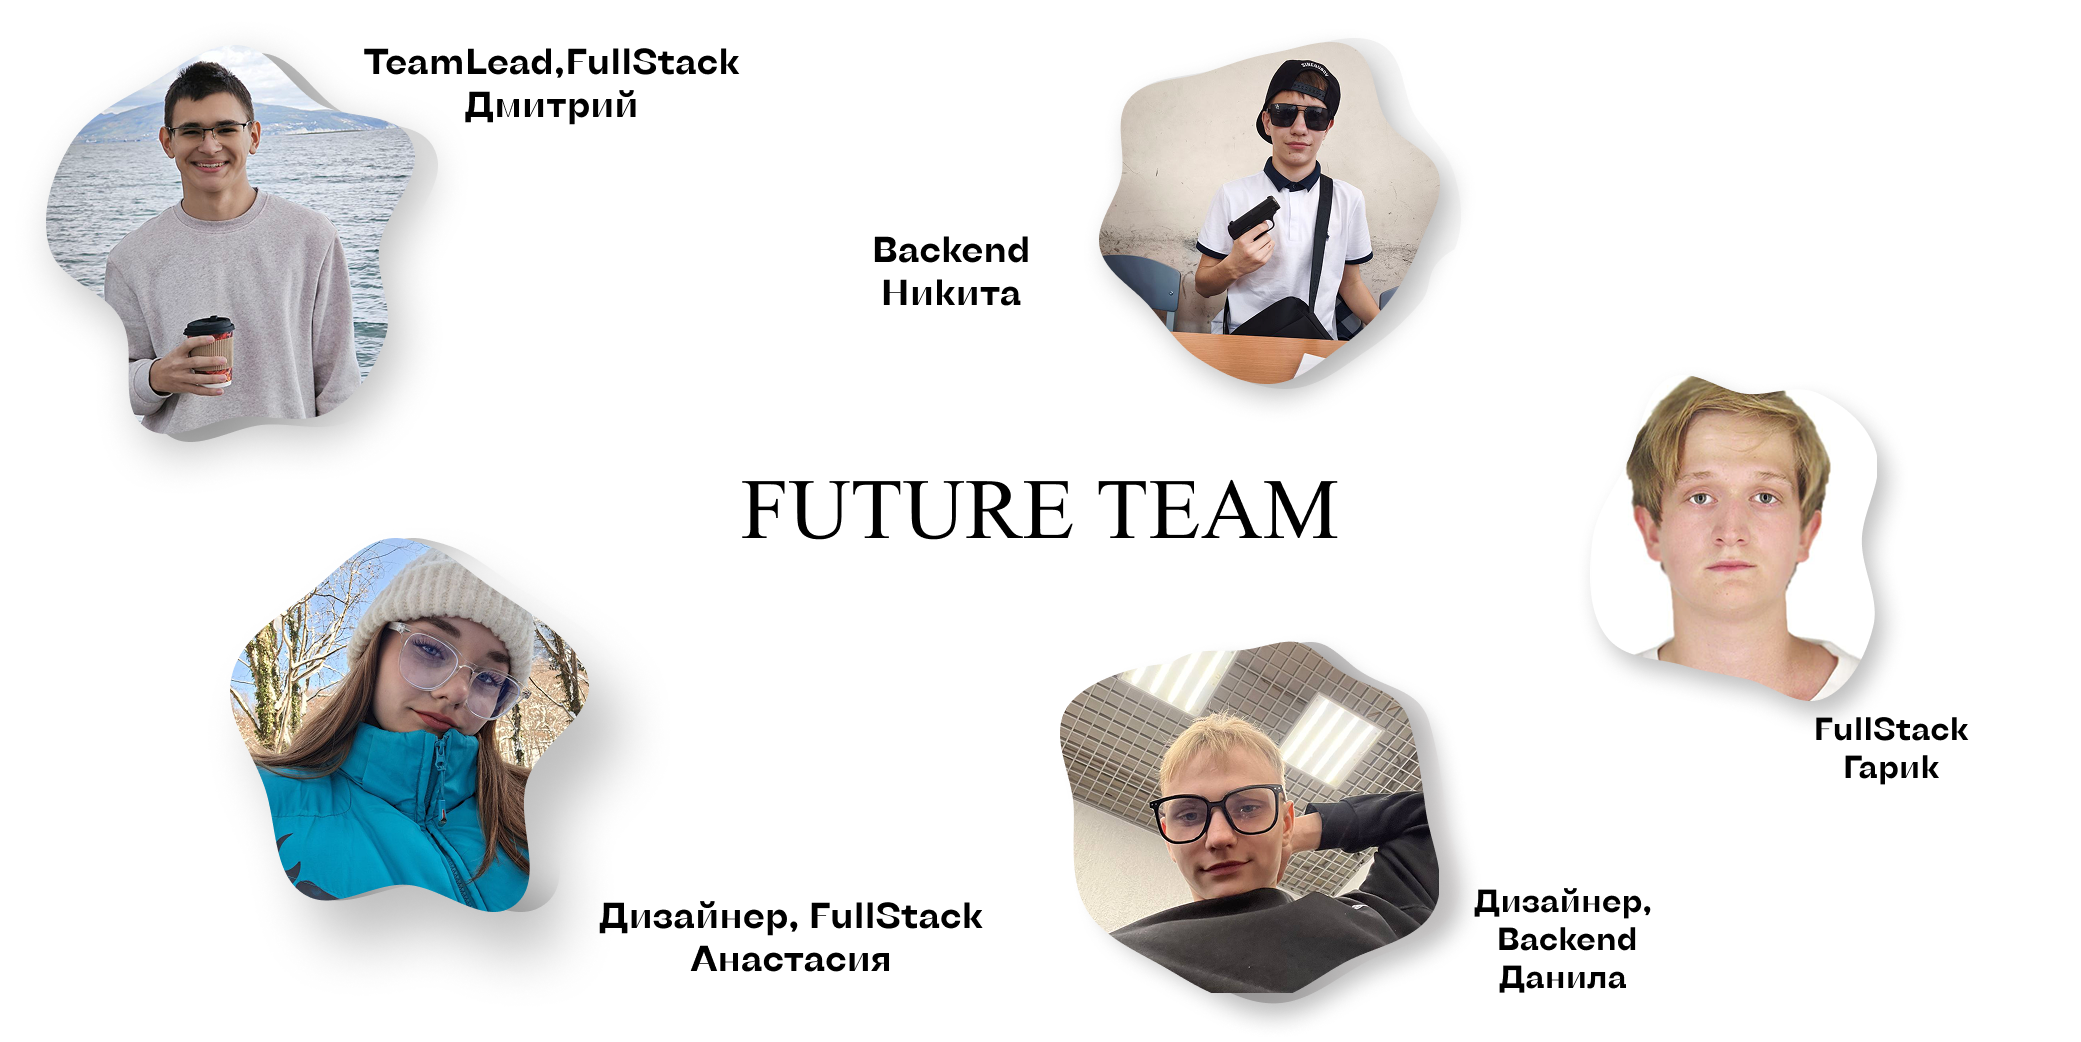 TeamLead,FullStack
Дмитрий
Backend
Никита
FUTURE TEAM
FullStack
Гарик
Дизайнер, FullStack
Анастасия
Дизайнер,
Backend
Данила